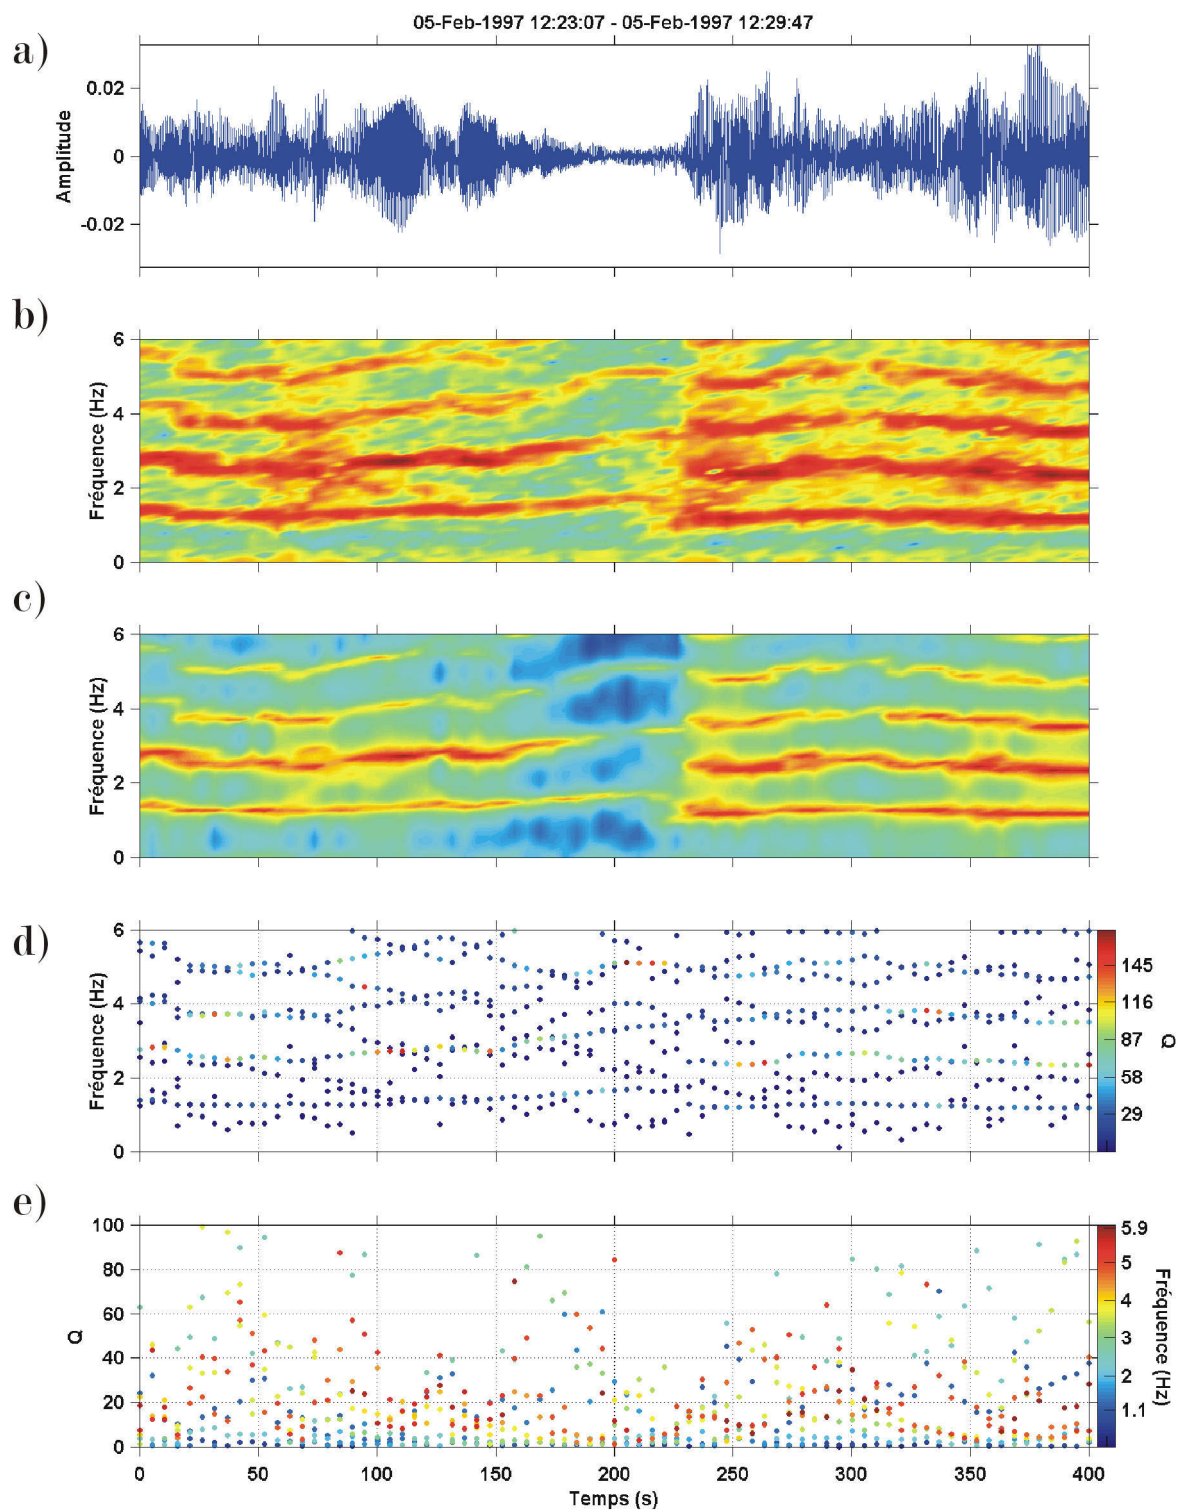 05-Feb-1997 12:23:07 - 05-Feb-1997 12:29:47
a)
0.02
0
-0.02
Amplitude
b)
6
4
2
0
Fréquence (Hz)
c)
6
4
2
0
Fréquence (Hz)
d)
6
4
2
0
Fréquence (Hz)
145
116
87
58
29
Q
e)
100
80
60
40
20
0
Q
5.9
5
4
3
2
1.1
Fréquence (Hz)
0 50 100 150 200 250 300 350 400
Temps (s)